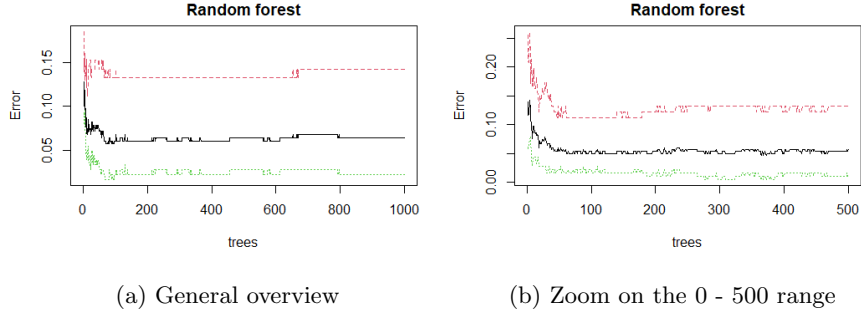 Random forest
Error
0.15
0.10
0.05
0 200 400 600 800 1000
trees
(a) General overview
Random forest
Error
0.20
0.10
0.00
0 100 200 300 400 500
trees
(b) Zoom on the 0 - 500 range